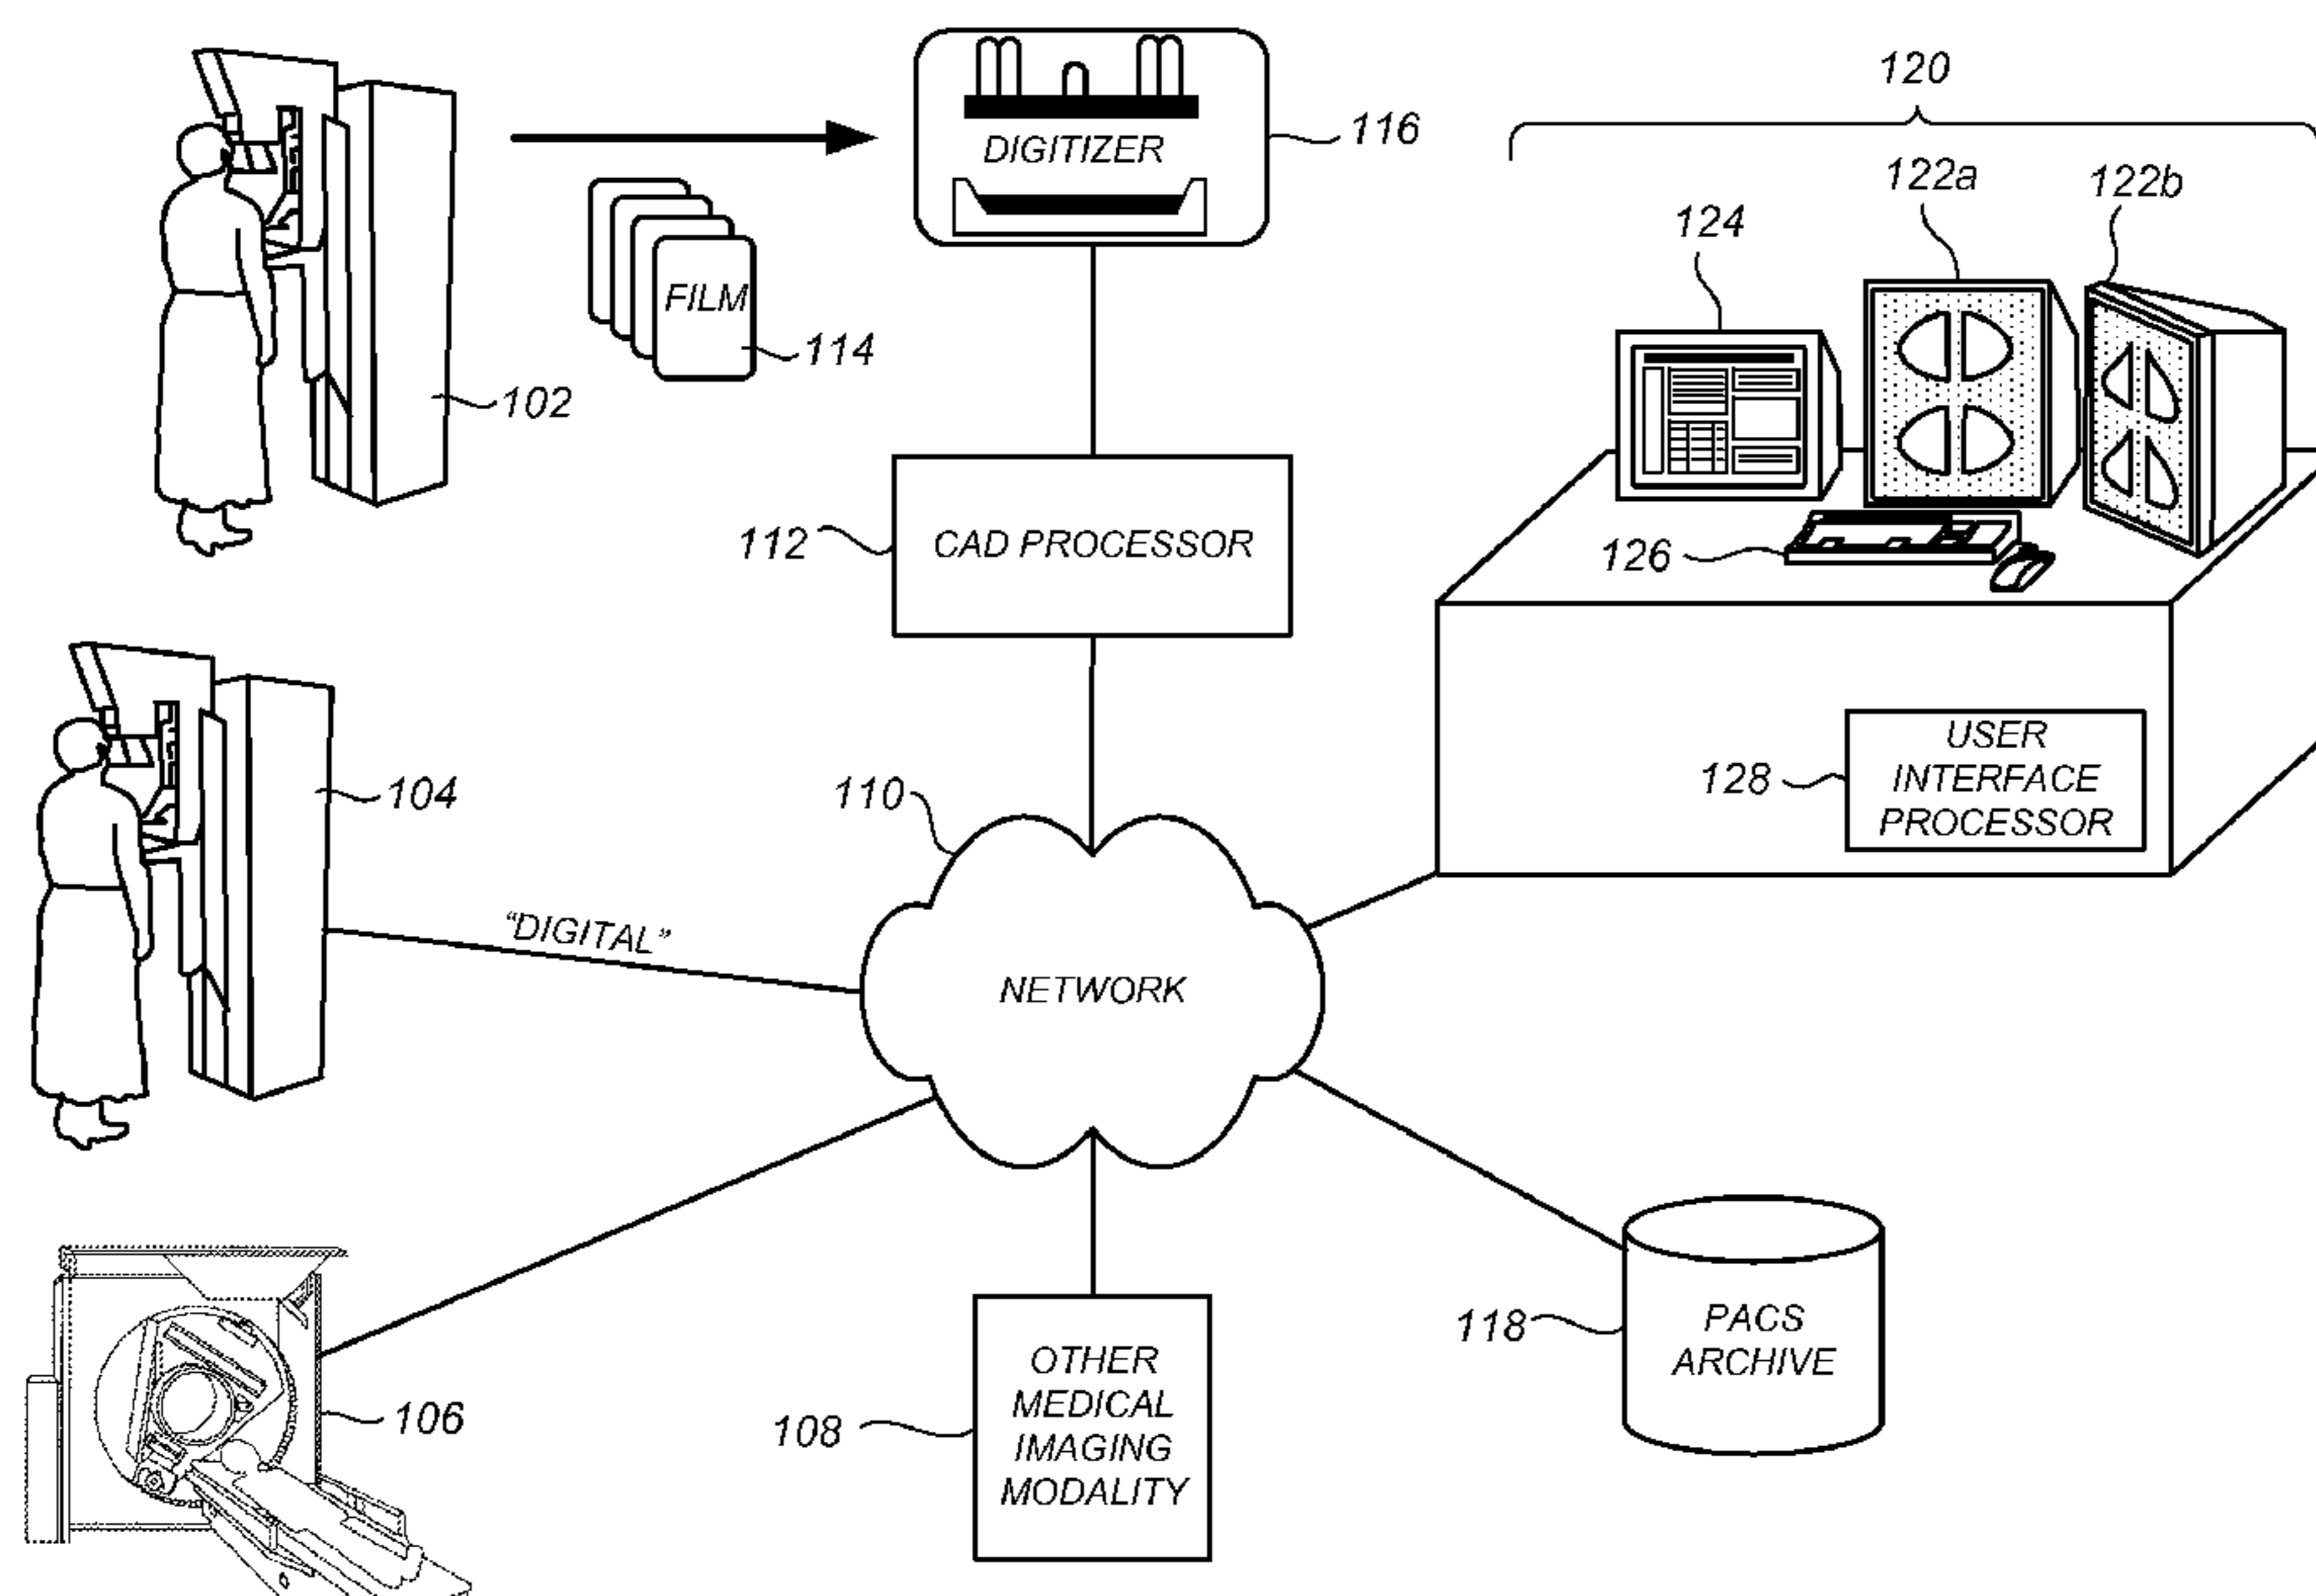 120
116
DIGITIZER
122a
122b
124
FILM
114
102
112
CAD PROCESSOR
126
USER
INTERFACE
PROCESSOR
128
104
110
"DIGITAL"
NETWORK
118
PACS
ARCHIVE
OTHER
MEDICAL
IMAGING
MODALITY
106
108